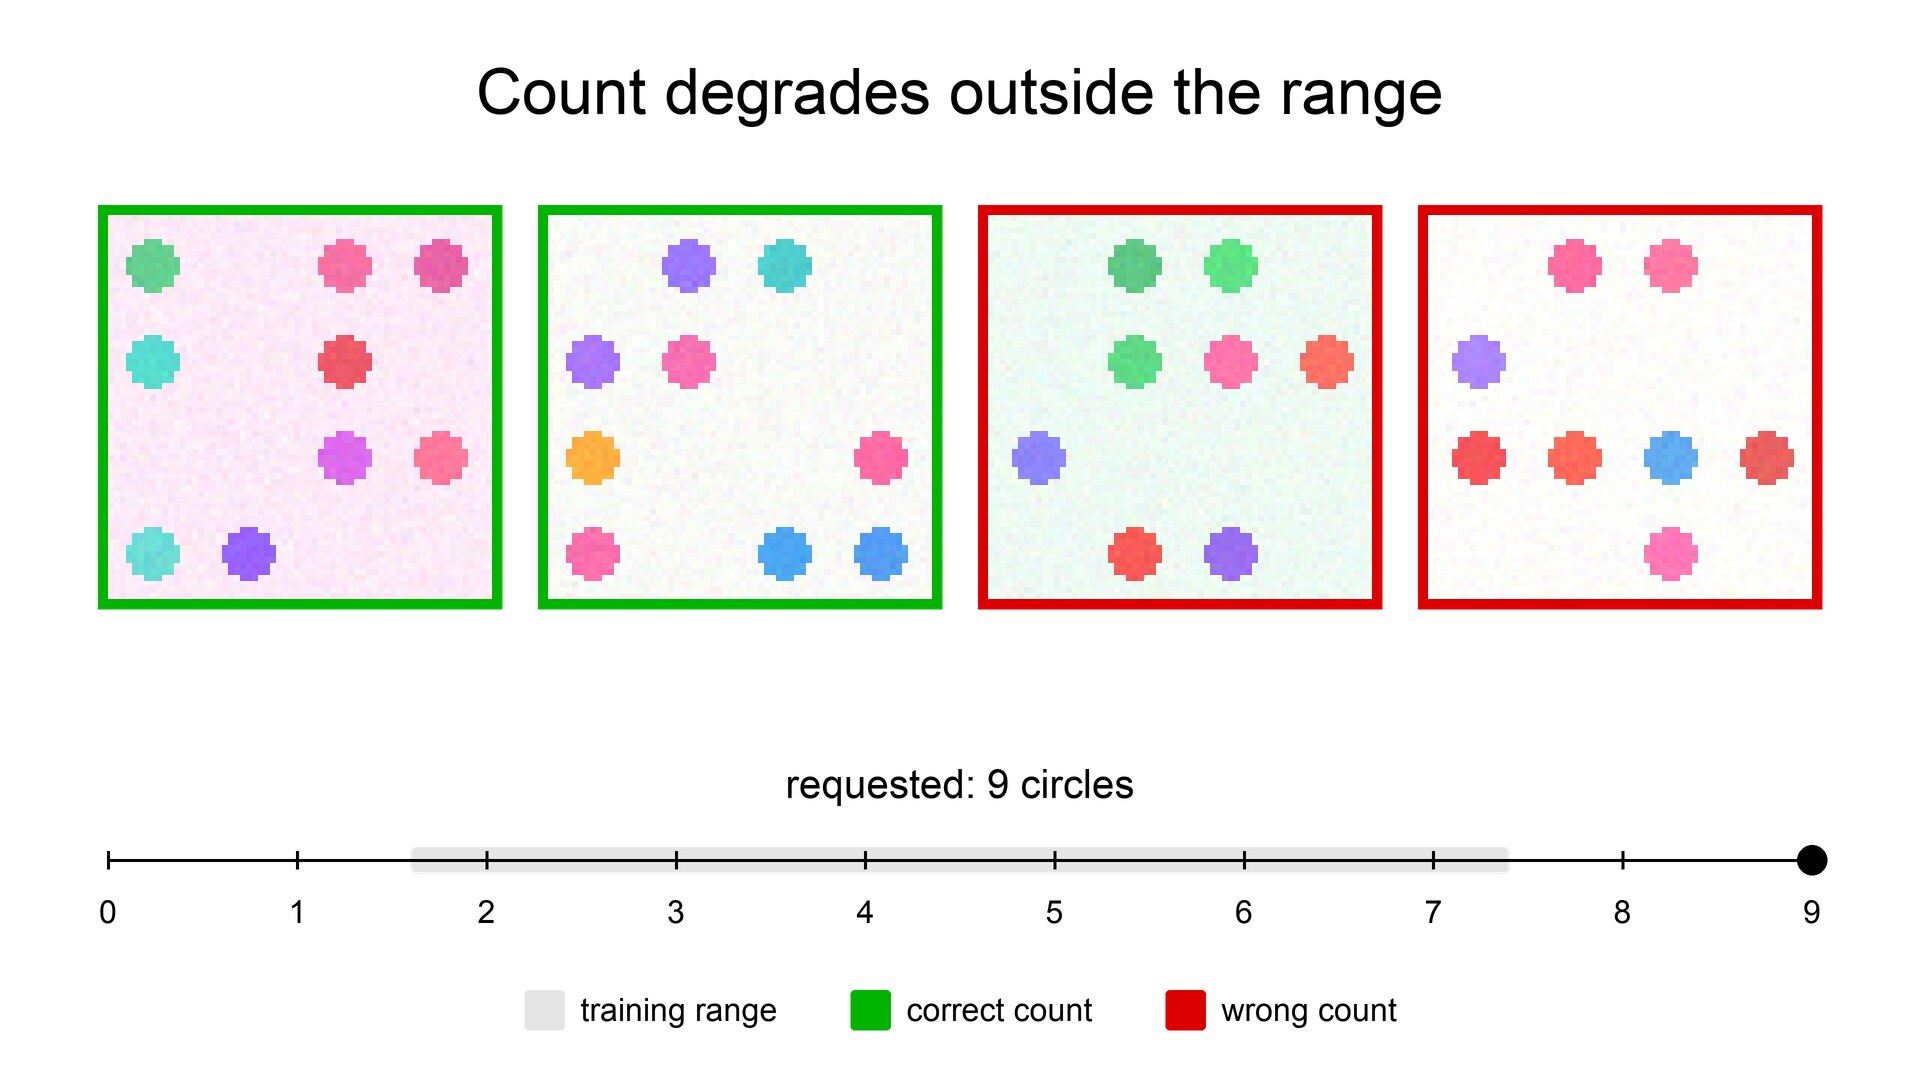 Count degrades outside the range
requested: 9 circles
0 1 2 3 4 5 6 7 8 9
training range correct count wrong count